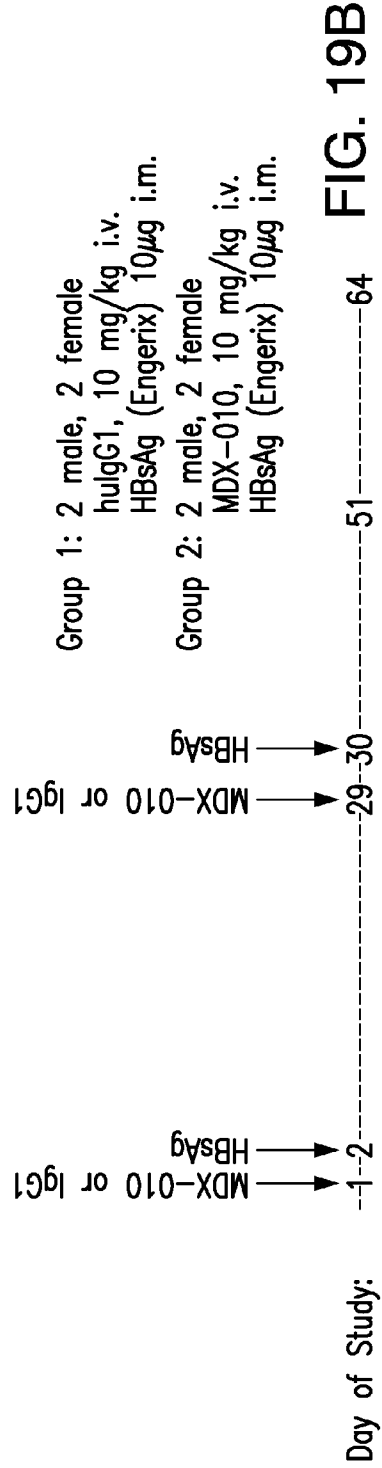 Group 1: 2 male, 2 female
huIgG1, 10 mg/kg i.v.
HBsAg (Engerix) 10µg i.m.
Group 2: 2 male, 2 female
MDX-010, 10 mg/kg i.v.
HBsAg (Engerix) 10µg i.m.
MDX-010 or IgG1
HBsAg
MDX-010 or IgG1
HBsAg
Day of Study: --1--2---29--30---51---64
FIG. 19B